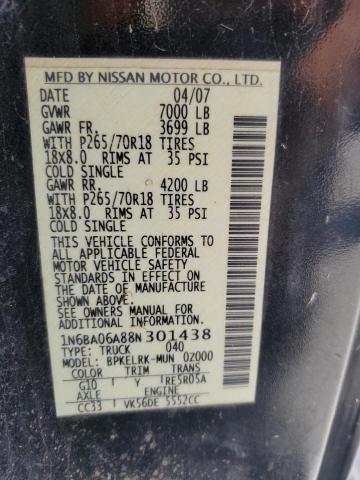 MFD BY NISSAN MOTOR CO., LTD.
DATE 04/07
GVWR 7000 LB
GAWR FR. 3699 LB
WITH P265/70R18 TIRES
18X8.0 RIMS AT 35 PSI
COLD SINGLE
GAWR RR. 4200 LB
WITH P265/70R18 TIRES
18X8.0 RIMS AT 35 PSI
COLD SINGLE
THIS VEHICLE CONFORMS TO
ALL APPLICABLE FEDERAL
MOTOR VEHICLE SAFETY
STANDARDS IN EFFECT ON
THE DATE OF MANUFACTURE
SHOWN ABOVE.
SEE OWNERS MANUAL FOR
ADDITIONAL INFORMATION.
1N6BA06A88N301438
TYPE: TRUCK 040
MODEL: BPKELRK-MUN 0Z000
COLOR TRIM TRANS
G10 Y RE5R05A
AXLE ENGINE
CC33 VK56DE 5552CC